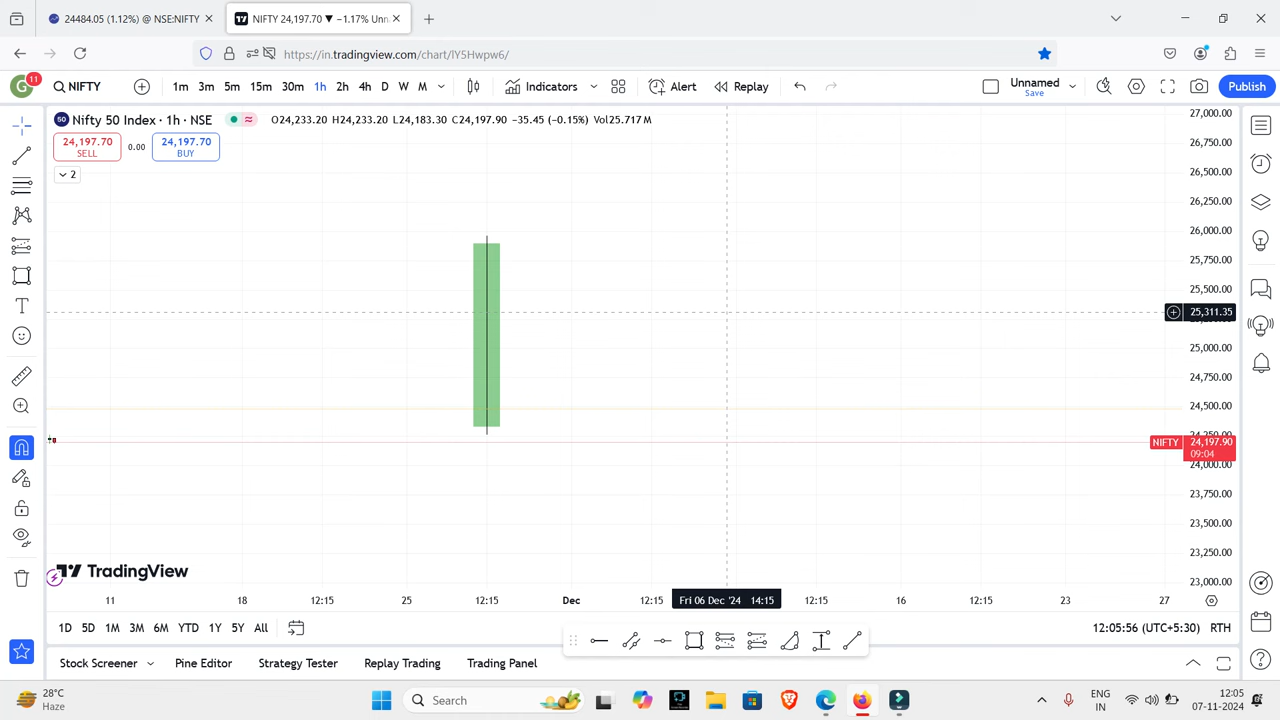 24484.05 (1.12%) @ NSE:NIFTY
NIFTY 24,197.70 ▼ −1.17% Unn
https://in.tradingview.com/chart/lY5Hwpw6/
G
11
NIFTY
1m 3m 5m 15m 30m 1h 2h 4h D W M
Indicators
Alert
Replay
Unnamed
Save
Publish
50 Nifty 50 Index · 1h · NSE
O24,233.20 H24,233.20 L24,183.30 C24,197.90 −35.45 (−0.15%) Vol25.717 M
24,197.70
SELL
0.00
24,197.70
BUY
2
27,000.00
26,750.00
26,500.00
26,250.00
26,000.00
25,750.00
25,500.00
25,311.35
25,000.00
24,750.00
24,500.00
NIFTY 24,197.90
09:04
24,000.00
23,750.00
23,500.00
23,250.00
23,000.00
TradingView
11 18 12:15 25 12:15 Dec 12:15 Fri 06 Dec '24 14:15 12:15 16 12:15 23 27
1D 5D 1M 3M 6M YTD 1Y 5Y All
12:05:56 (UTC+5:30) RTH
Stock Screener Pine Editor Strategy Tester Replay Trading Trading Panel
28°C
Haze
Search
ENG
IN
12:05
07-11-2024